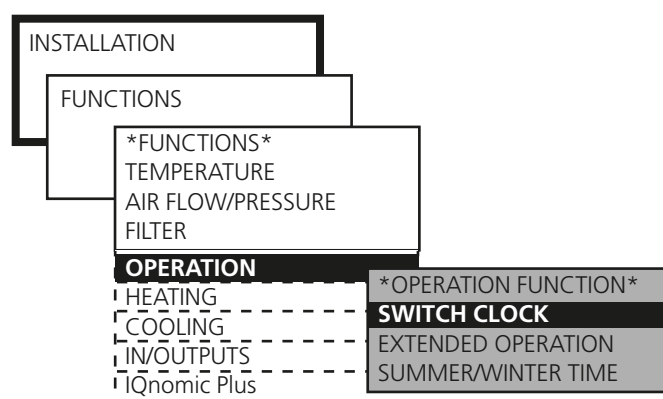 INSTALLATION
FUNCTIONS
*FUNCTIONS*
TEMPERATURE
AIR FLOW/PRESSURE
FILTER
OPERATION
HEATING
COOLING
IN/OUTPUTS
IQnomic Plus
*OPERATION FUNCTION*
SWITCH CLOCK
EXTENDED OPERATION
SUMMER/WINTER TIME